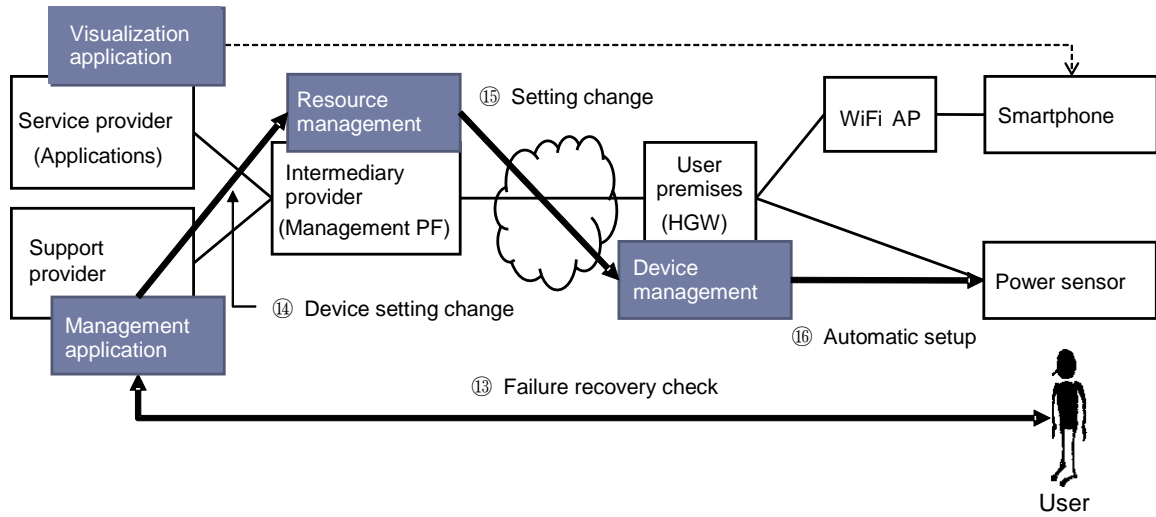 Visualization
application
Service provider
(Applications)
Resource
management
⑮ Setting change
WiFi AP
Smartphone
Intermediary
provider
(Management PF)
User
premises
(HGW)
Support
provider
Device
management
Power sensor
Management
application
⑭ Device setting change
⑯ Automatic setup
⑬ Failure recovery check
User